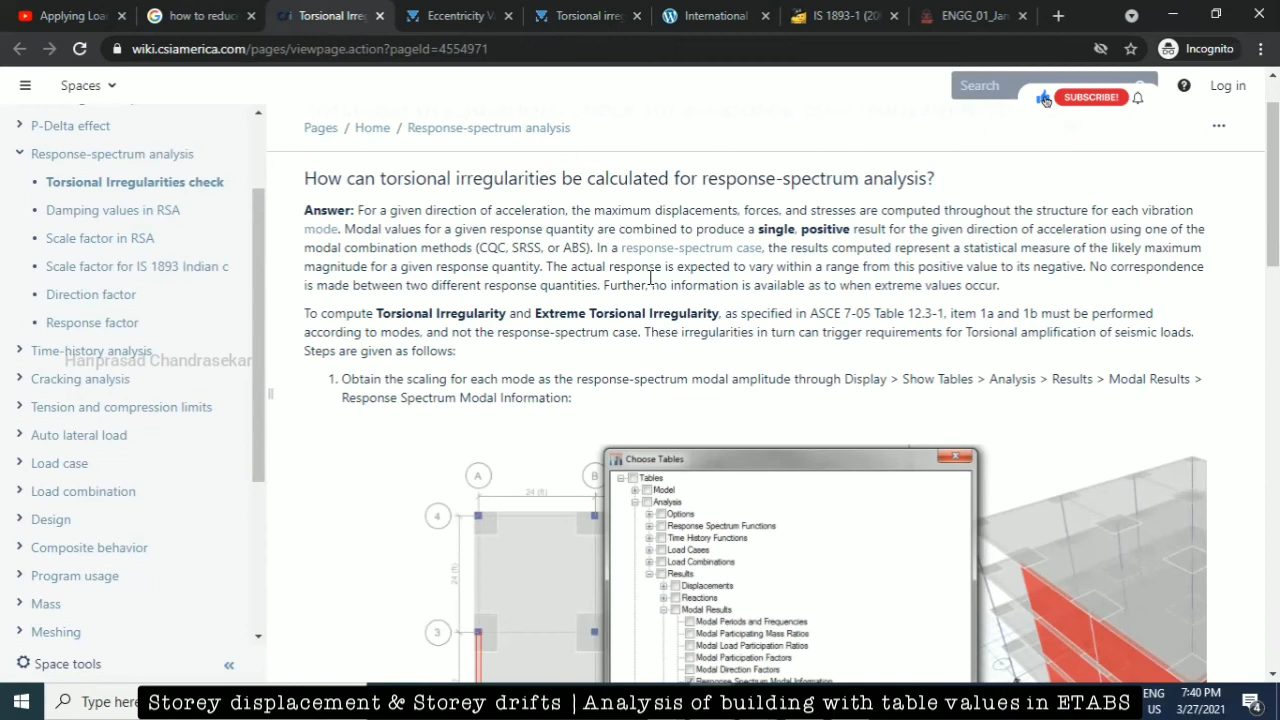 Applying Loa
how to reduc
Torsional Irreg
Eccentricity Va
Torsional irreg
International
IS 1893-1 (20
ENGG_01_Jan
wiki.csiamerica.com/pages/viewpage.action?pageId=4554971
Incognito
Spaces
Search
SUBSCRIBE!
Log in
P-Delta effect
Response-spectrum analysis
Torsional Irregularities check
Damping values in RSA
Scale factor in RSA
Scale factor for IS 1893 Indian c
Direction factor
Response factor
Time-history analysis
Hariprasad Chandrasekar
Cracking analysis
Tension and compression limits
Auto lateral load
Load case
Load combination
Design
Composite behavior
Program usage
Mass
Meshing
Space tools
Pages / Home / Response-spectrum analysis
How can torsional irregularities be calculated for response-spectrum analysis?
Answer: For a given direction of acceleration, the maximum displacements, forces, and stresses are computed throughout the structure for each vibration
mode. Modal values for a given response quantity are combined to produce a single, positive result for the given direction of acceleration using one of the
modal combination methods (CQC, SRSS, or ABS). In a response-spectrum case, the results computed represent a statistical measure of the likely maximum
magnitude for a given response quantity. The actual response is expected to vary within a range from this positive value to its negative. No correspondence
is made between two different response quantities. Further, no information is available as to when extreme values occur.
To compute Torsional Irregularity and Extreme Torsional Irregularity, as specified in ASCE 7-05 Table 12.3-1, item 1a and 1b must be performed
according to modes, and not the response-spectrum case. These irregularities in turn can trigger requirements for Torsional amplification of seismic loads.
Steps are given as follows:
1. Obtain the scaling for each mode as the response-spectrum modal amplitude through Display > Show Tables > Analysis > Results > Modal Results >
Response Spectrum Modal Information:
A
B
24 (ft)
4
24 (ft)
3
Choose Tables
Tables
Model
Analysis
Options
Response Spectrum Functions
Time History Functions
Load Cases
Load Combinations
Results
Displacements
Reactions
Modal Results
Modal Periods and Frequencies
Modal Participating Mass Ratios
Modal Load Participation Ratios
Modal Participation Factors
Modal Direction Factors
Response Spectrum Modal Information
Type here
Storey displacement & Storey drifts | Analysis of building with table values in ETABS
ENG
US
7:40 PM
3/27/2021
4